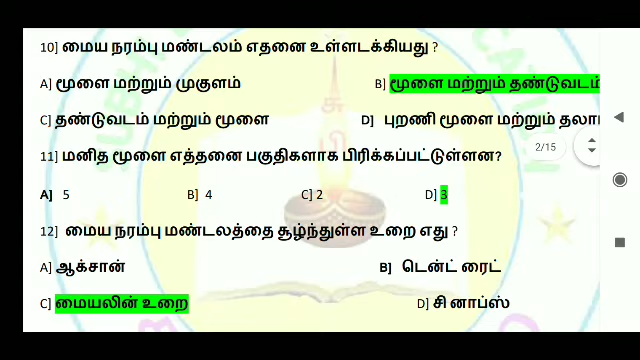 10] மைய நரம்பு மண்டலம் எதனை உள்ளடக்கியது ?
A] மூளை மற்றும் முகுளம் B] மூளை மற்றும் தண்டுவடம்
C] தண்டுவடம் மற்றும் மூளை D] புறணி மூளை மற்றும் தலா
11] மனித மூளை எத்தனை பகுதிகளாக பிரிக்கப்பட்டுள்ளன?
2/15
A] 5 B] 4 C] 2 D] 3
12] மைய நரம்பு மண்டலத்தை சூழ்ந்துள்ள உறை எது ?
A] ஆக்சான் B] டென்ட் ரைட்
C] மையலின் உறை D] சி னாப்ஸ்